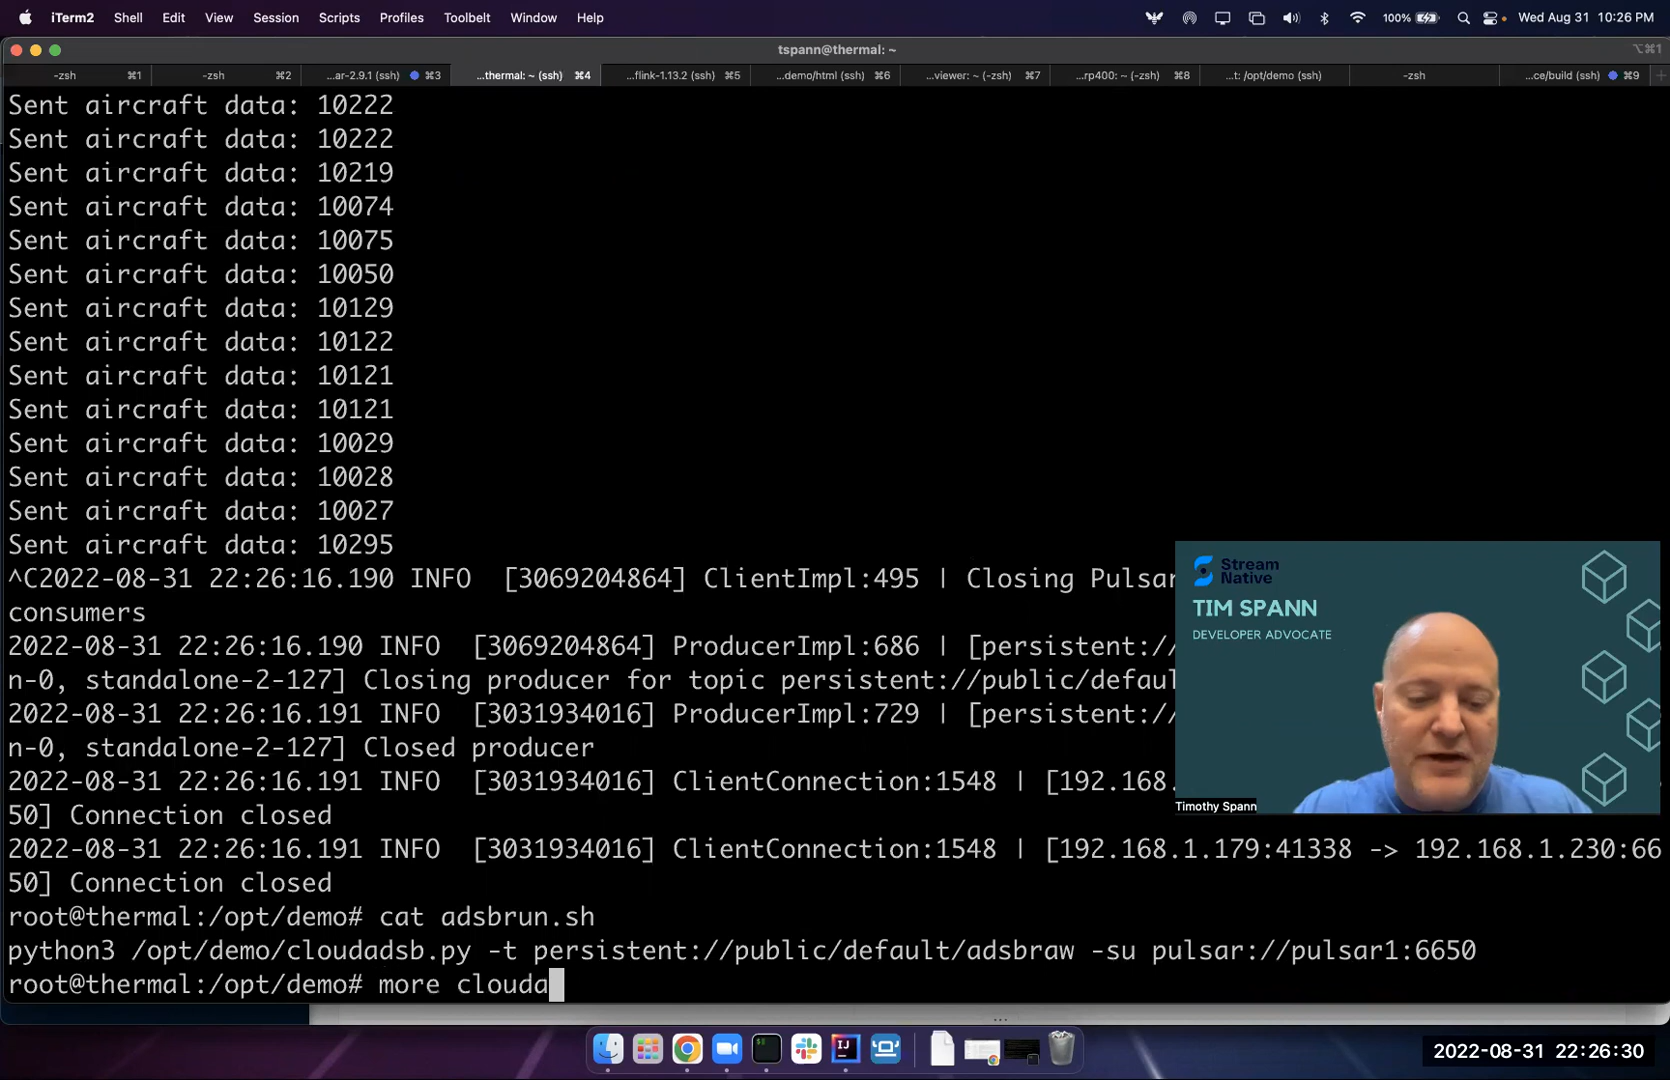 iTerm2 Shell Edit View Session Scripts Profiles Toolbelt Window Help 100% Wed Aug 31 10:26 PM
tspann@thermal: ~ (ssh) ⌥⌘1
-zsh ⌘1 -zsh ⌘2 ...ar-2.9.1 (ssh) ⌘3 ...thermal: ~ (ssh) ⌘4 ...flink-1.13.2 (ssh) ⌘5 ...demo/html (ssh) ⌘6 ...viewer: ~ (-zsh) ⌘7 ...rp400: ~ (-zsh) ⌘8 ...t: /opt/demo (ssh) -zsh ...ce/build (ssh) ⌘9
Sent aircraft data: 10222
Sent aircraft data: 10222
Sent aircraft data: 10219
Sent aircraft data: 10074
Sent aircraft data: 10075
Sent aircraft data: 10050
Sent aircraft data: 10129
Sent aircraft data: 10122
Sent aircraft data: 10121
Sent aircraft data: 10121
Sent aircraft data: 10029
Sent aircraft data: 10028
Sent aircraft data: 10027
Sent aircraft data: 10295
^C2022-08-31 22:26:16.190 INFO [3069204864] ClientImpl:495 | Closing Pulsar
consumers
2022-08-31 22:26:16.190 INFO [3069204864] ProducerImpl:686 | [persistent:/
n-0, standalone-2-127] Closing producer for topic persistent://public/defaul
2022-08-31 22:26:16.191 INFO [3031934016] ProducerImpl:729 | [persistent:/
n-0, standalone-2-127] Closed producer
2022-08-31 22:26:16.191 INFO [3031934016] ClientConnection:1548 | [192.168.
50] Connection closed
2022-08-31 22:26:16.191 INFO [3031934016] ClientConnection:1548 | [192.168.1.179:41338 -> 192.168.1.230:66
50] Connection closed
root@thermal:/opt/demo# cat adsbrun.sh
python3 /opt/demo/cloudadsb.py -t persistent://public/default/adsbraw -su pulsar://pulsar1:6650
root@thermal:/opt/demo# more clouda
Stream
Native
TIM SPANN
DEVELOPER ADVOCATE
Timothy Spann
2022-08-31 22:26:30